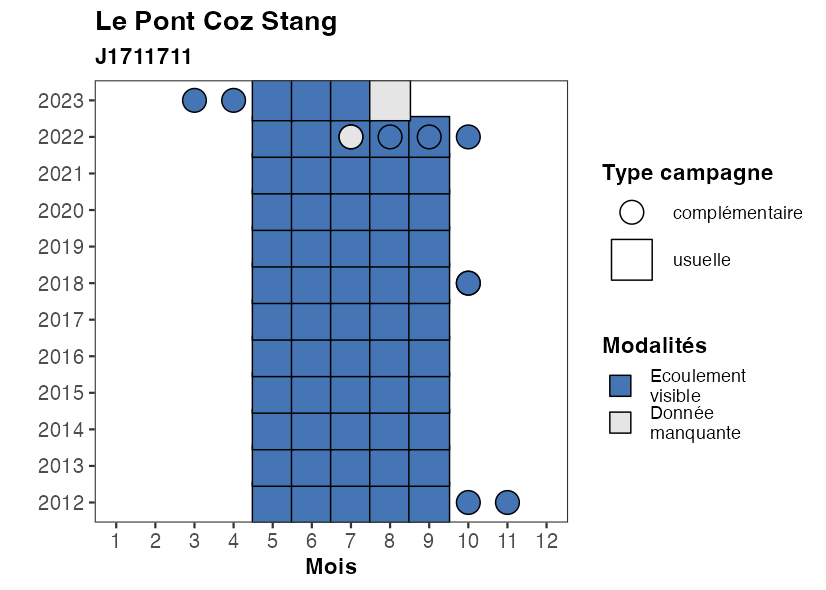 Le Pont Coz Stang
J1711711
2023
2022
2021
2020
2019
2018
2017
2016
2015
2014
2013
2012
1 2 3 4 5 6 7 8 9 10 11 12
Mois
Type campagne
complémentaire
usuelle
Modalités
Ecoulement
visible
Donnée
manquante